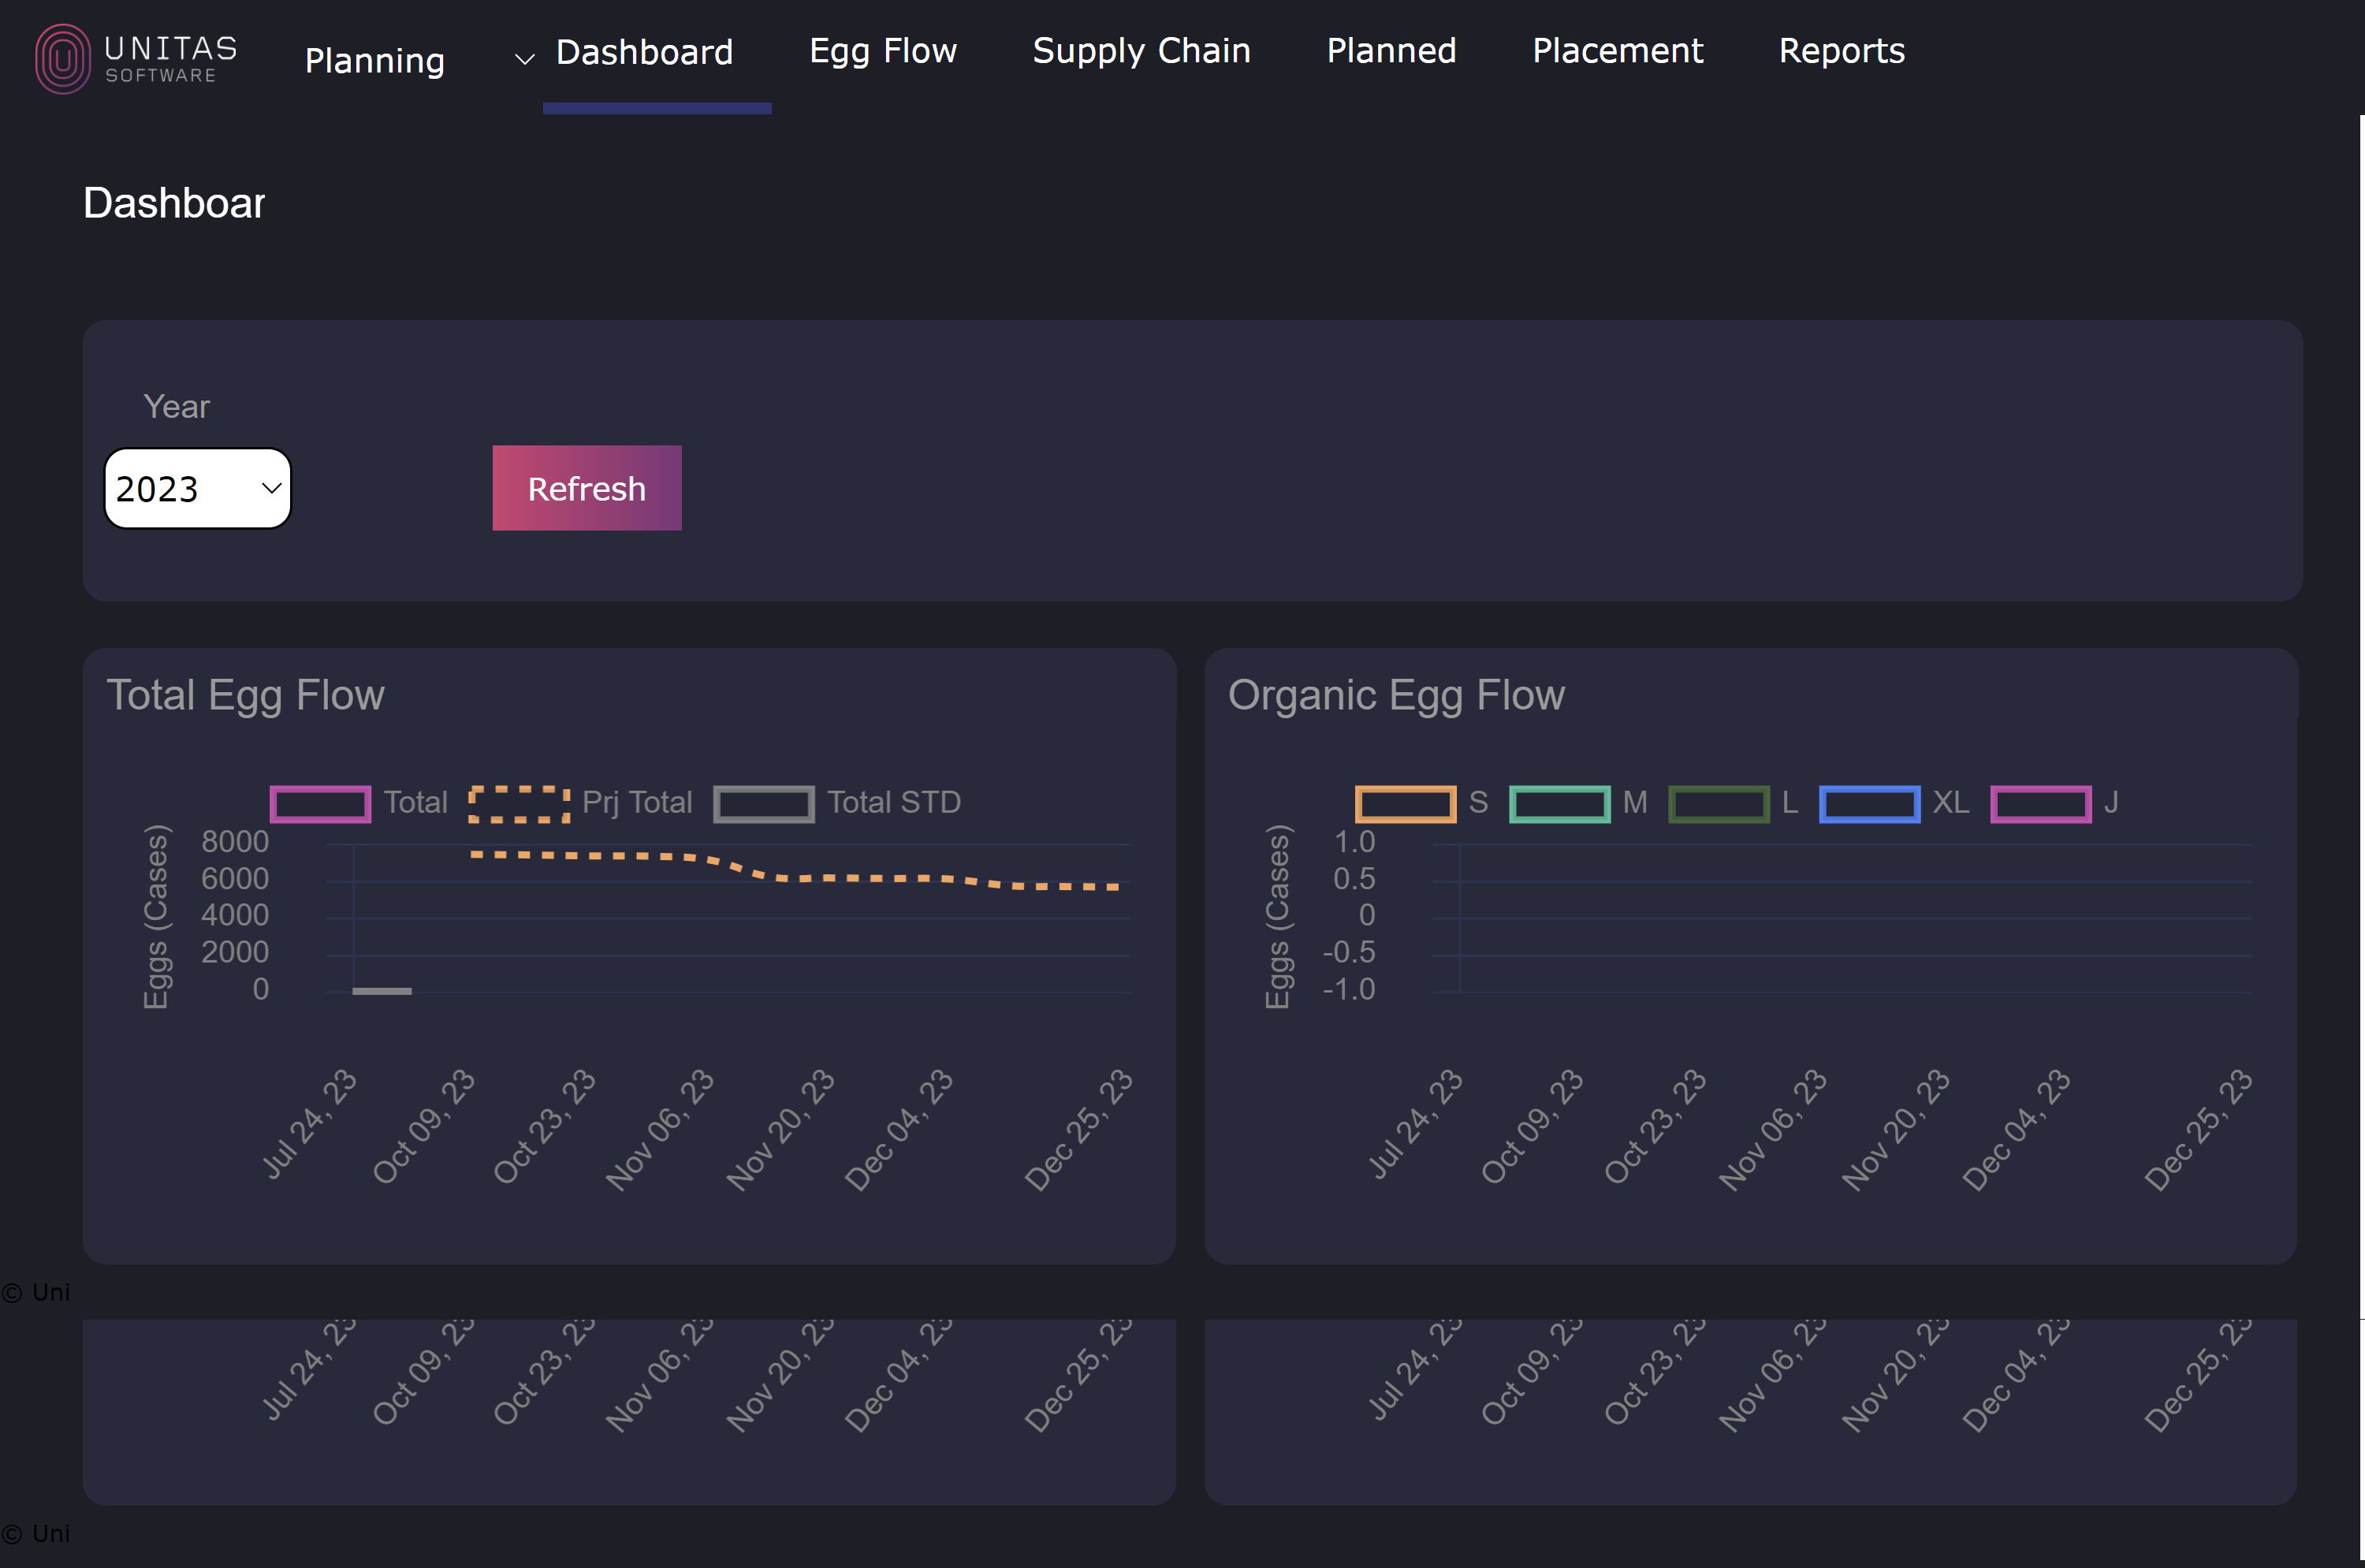 UNITAS
SOFTWARE
Planning Dashboard Egg Flow Supply Chain Planned Placement Reports
Dashboar
Year
2023
Refresh
Total Egg Flow
Total Prj Total Total STD
Eggs (Cases)
8000
6000
4000
2000
0
Jul 24, 23 Oct 09, 23 Oct 23, 23 Nov 06, 23 Nov 20, 23 Dec 04, 23 Dec 25, 23
Organic Egg Flow
S M L XL J
Eggs (Cases)
1.0
0.5
0
-0.5
-1.0
Jul 24, 23 Oct 09, 23 Oct 23, 23 Nov 06, 23 Nov 20, 23 Dec 04, 23 Dec 25, 23
© Uni
Jul 24, 23 Oct 09, 23 Oct 23, 23 Nov 06, 23 Nov 20, 23 Dec 04, 23 Dec 25, 23
Jul 24, 23 Oct 09, 23 Oct 23, 23 Nov 06, 23 Nov 20, 23 Dec 04, 23 Dec 25, 23
© Uni